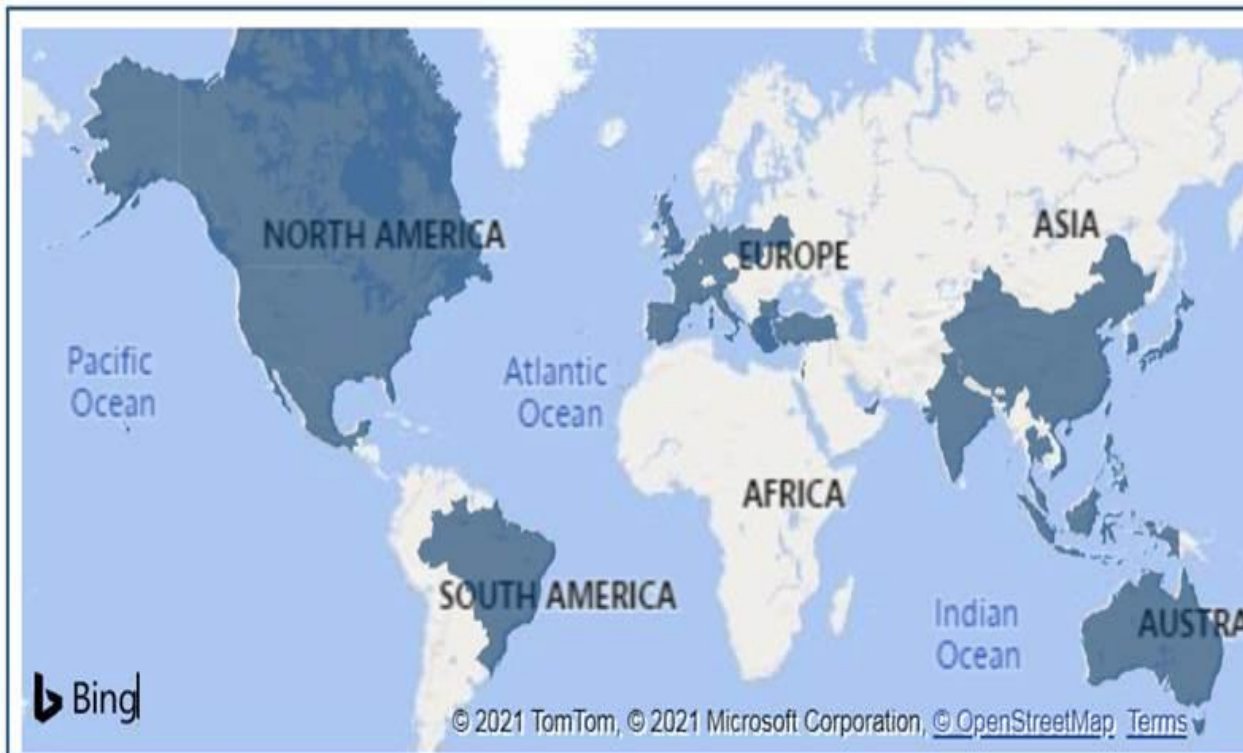 NORTH AMERICA
EUROPE
ASIA
Pacific
Ocean
Atlantic
Ocean
AFRICA
SOUTH AMERICA
Indian
Ocean
AUSTRA
Bing
© 2021 TomTom, © 2021 Microsoft Corporation, © OpenStreetMap Terms